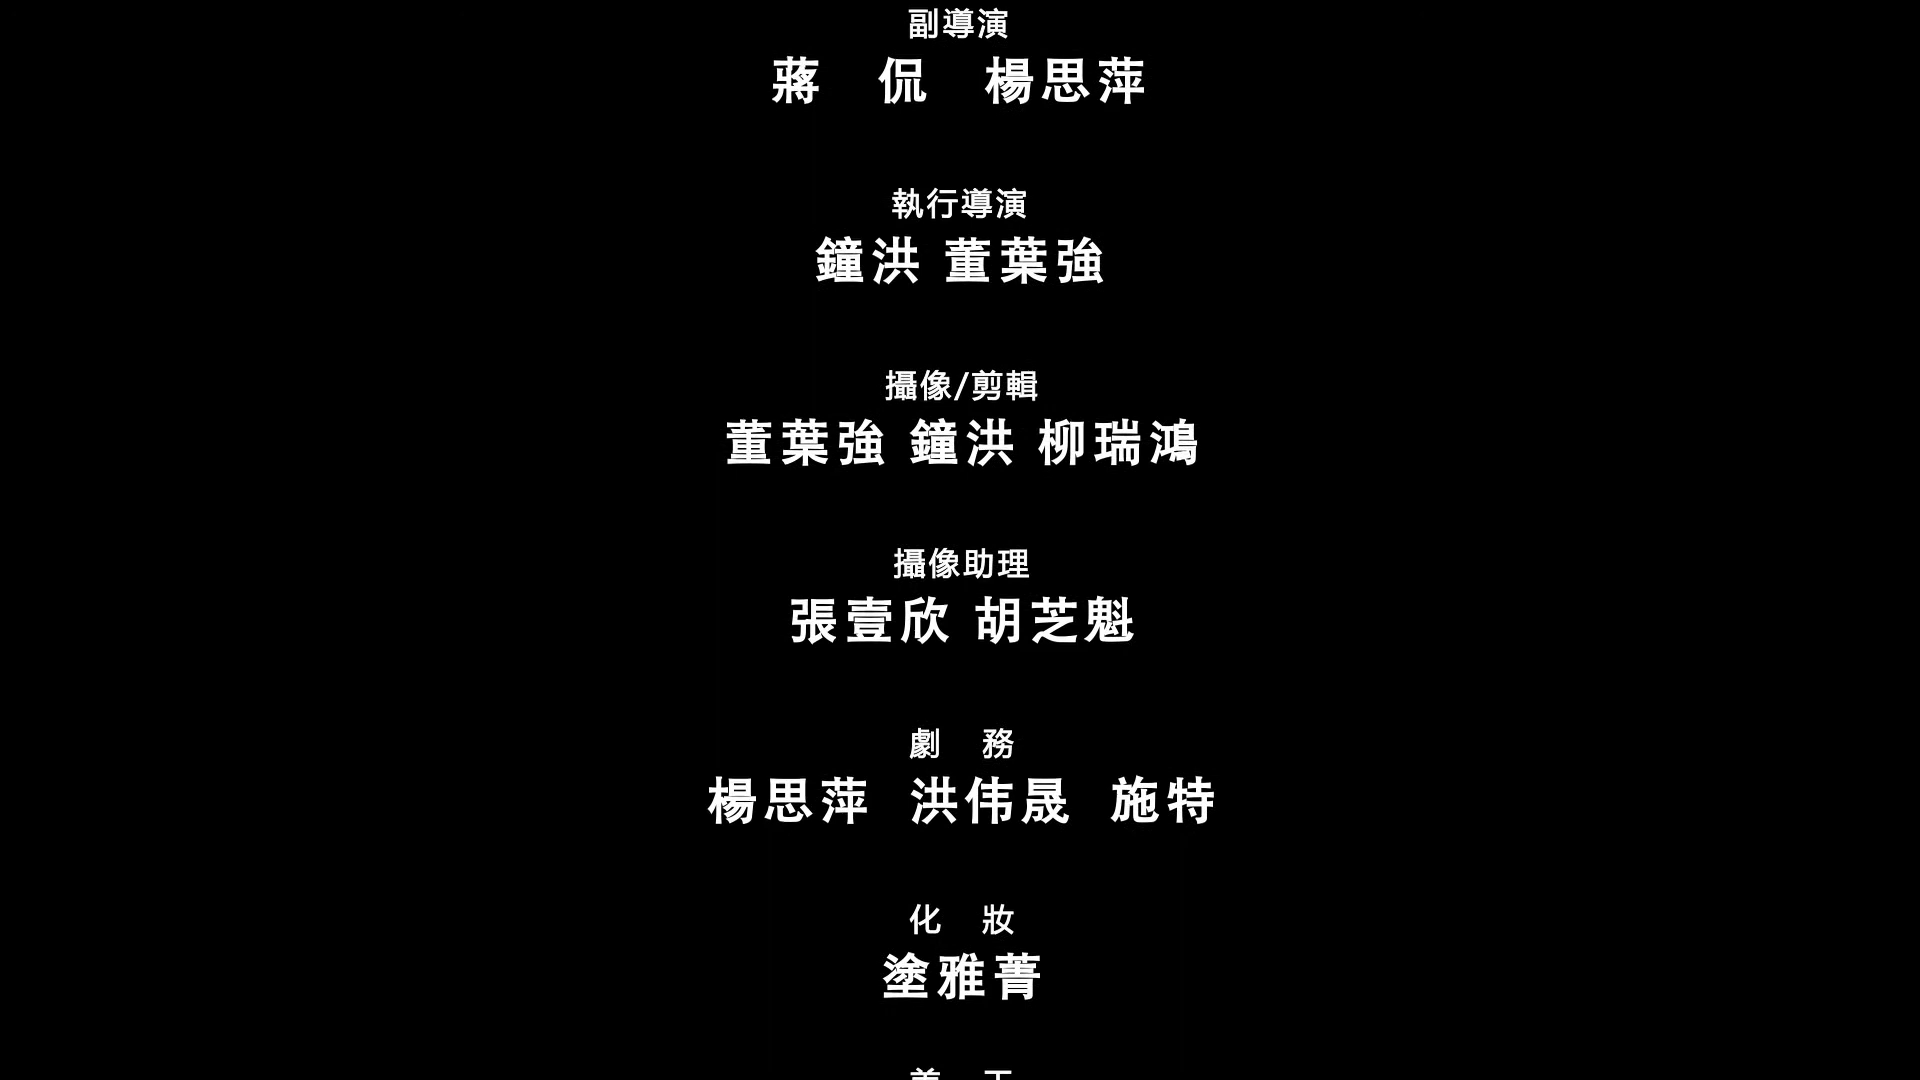 副導演
蔣　侃　楊思萍
執行導演
鐘洪 董葉強
攝像/剪輯
董葉強 鐘洪 柳瑞鴻
攝像助理
張壹欣 胡芝魁
劇　務
楊思萍 洪伟晟 施特
化　妝
塗雅菁